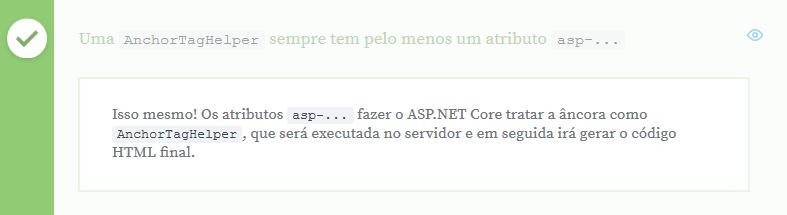 Uma AnchorTagHelper sempre tem pelo menos um atributo asp-...
Isso mesmo! Os atributos asp-... fazer o ASP.NET Core tratar a âncora como
AnchorTagHelper, que será executada no servidor e em seguida irá gerar o código
HTML final.